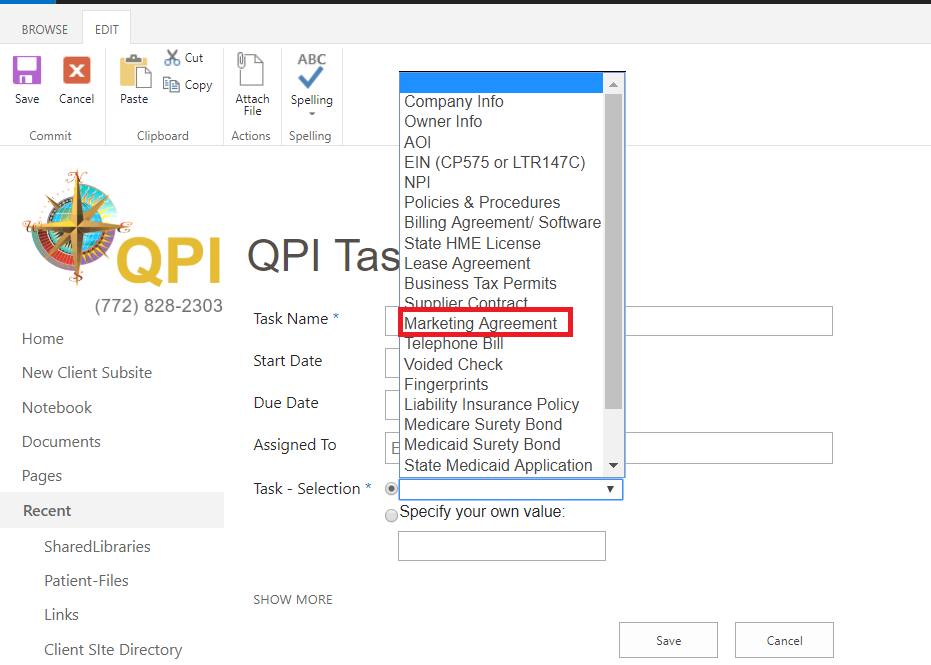 BROWSE
EDIT
Save
Cancel
Commit
Paste
Cut
Copy
Clipboard
Attach
File
Actions
ABC
Spelling
Spelling
QPI
(772) 828-2303
Home
New Client Subsite
Notebook
Documents
Pages
Recent
SharedLibraries
Patient-Files
Links
Client SIte Directory
QPI Tas
Task Name *
Start Date
Due Date
Assigned To
E
Task - Selection *
Company Info
Owner Info
AOI
EIN (CP575 or LTR147C)
NPI
Policies & Procedures
Billing Agreement/ Software
State HME License
Lease Agreement
Business Tax Permits
Supplier Contract
Marketing Agreement
Telephone Bill
Voided Check
Fingerprints
Liability Insurance Policy
Medicare Surety Bond
Medicaid Surety Bond
State Medicaid Application
Specify your own value:
SHOW MORE
Save
Cancel